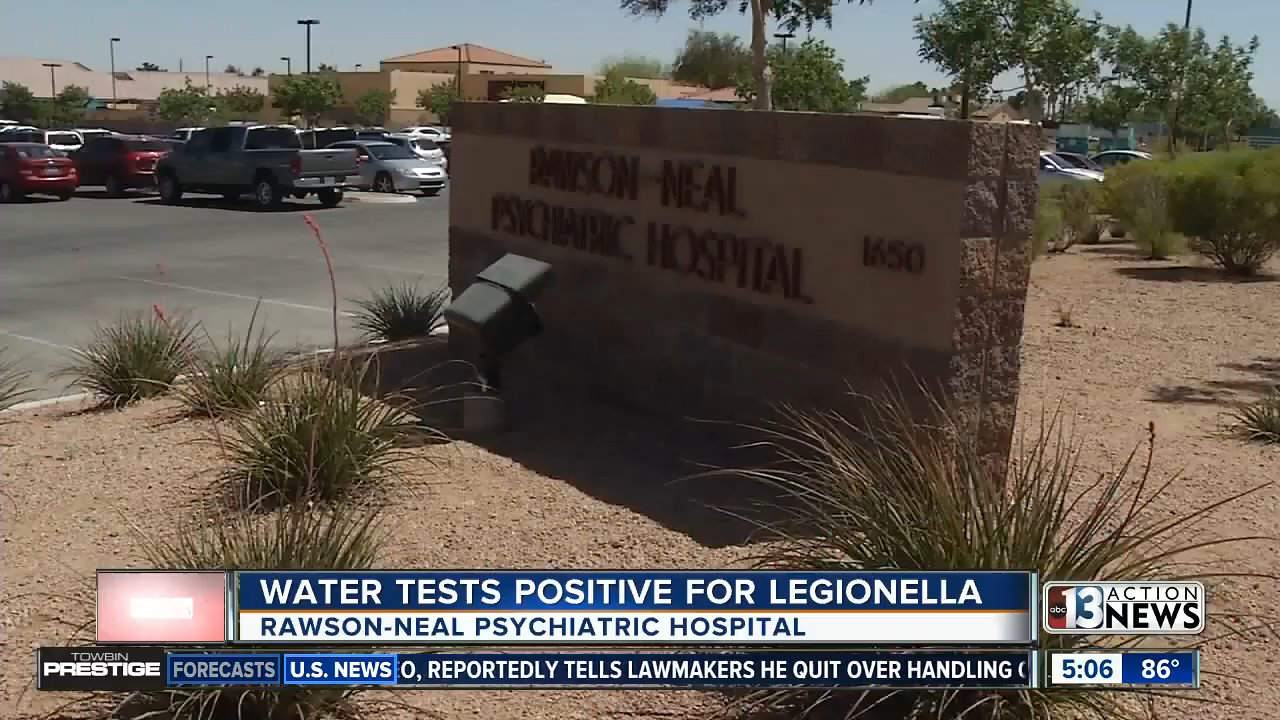 RAWSON-NEAL
PSYCHIATRIC HOSPITAL
1650
WATER TESTS POSITIVE FOR LEGIONELLA
RAWSON-NEAL PSYCHIATRIC HOSPITAL
abc 13 ACTION NEWS
TOWBIN
PRESTIGE
FORECASTS
U.S. NEWS
O, REPORTEDLY TELLS LAWMAKERS HE QUIT OVER HANDLING
5:06
86°